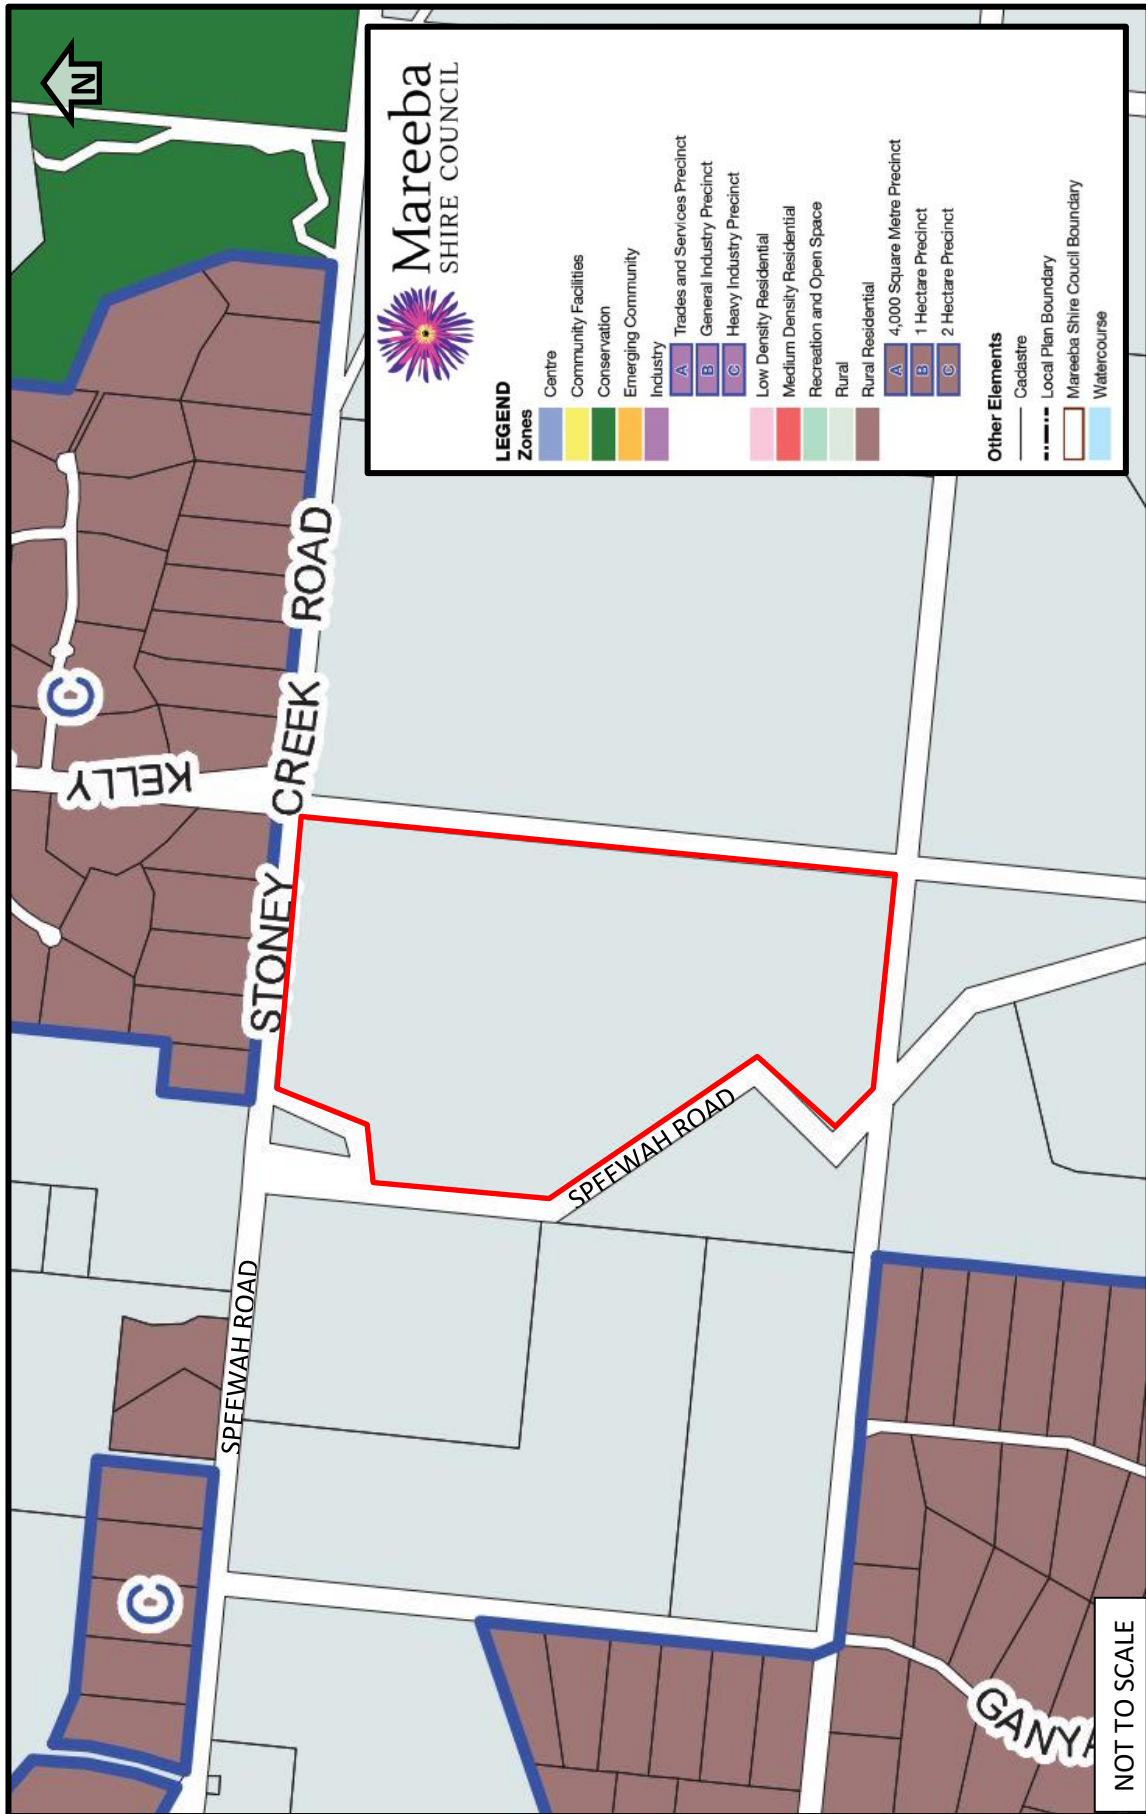 N
Mareeba
SHIRE COUNCIL
LEGEND
Zones
Centre
Community Facilities
Conservation
Emerging Community
Industry
A Trades and Services Precinct
B General Industry Precinct
C Heavy Industry Precinct
Low Density Residential
Medium Density Residential
Recreation and Open Space
Rural
Rural Residential
A 4,000 Square Metre Precinct
B 1 Hectare Precinct
C 2 Hectare Precinct
Other Elements
Cadastre
Local Plan Boundary
Mareeba Shire Coucil Boundary
Watercourse
C
KELLY
STONEY CREEK ROAD
SPEEWAH ROAD
SPEEWAH ROAD
C
GANYA
NOT TO SCALE